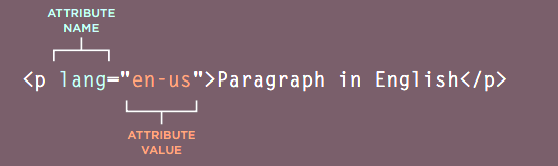 ATTRIBUTE
NAME
<p lang="en-us">Paragraph in English</p>
ATTRIBUTE
VALUE